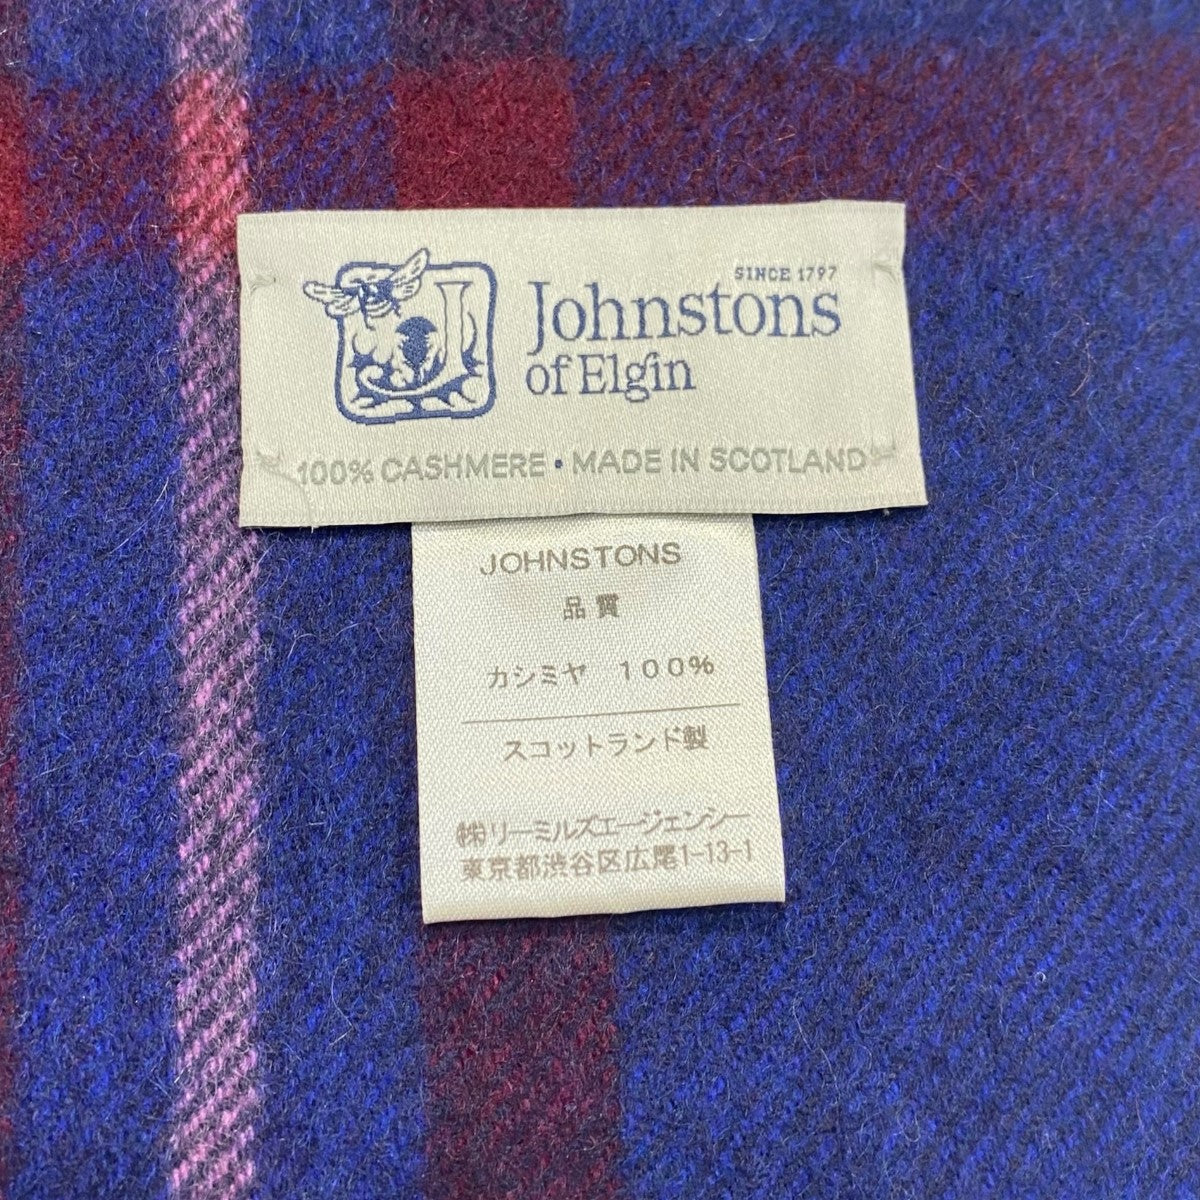 SINCE 1797
Johnstons
of Elgin
100% CASHMERE • MADE IN SCOTLAND
JOHNSTONS
品質
カシミヤ 100%
スコットランド製
㈱リーミルズエージェンシー
東京都渋谷区広尾1-13-1